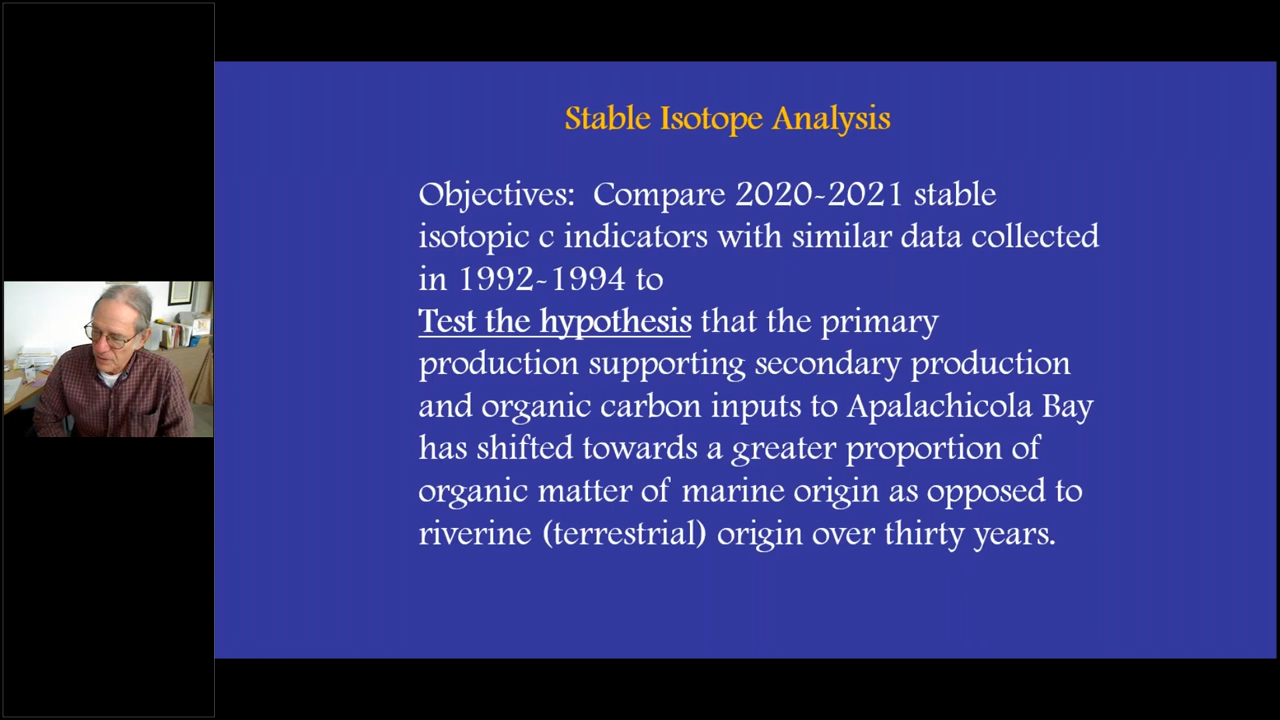 Stable Isotope Analysis
Objectives: Compare 2020-2021 stable
isotopic c indicators with similar data collected
in 1992-1994 to
Test the hypothesis that the primary
production supporting secondary production
and organic carbon inputs to Apalachicola Bay
has shifted towards a greater proportion of
organic matter of marine origin as opposed to
riverine (terrestrial) origin over thirty years.